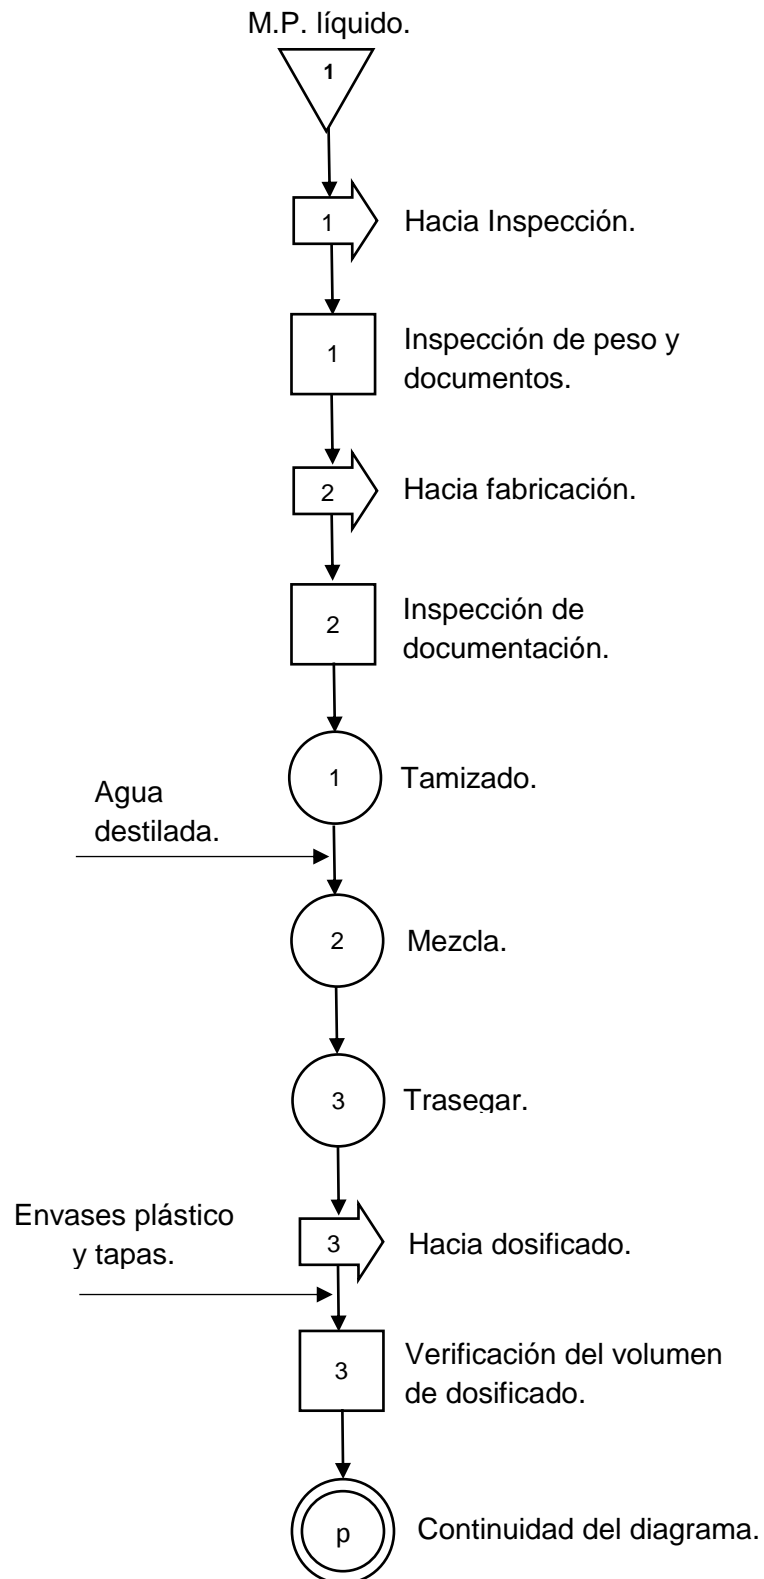 M.P. líquido.
1
1
Hacia Inspección.
1
Inspección de peso y
documentos.
2
Hacia fabricación.
2
Inspección de
documentación.
1
Tamizado.
Agua
destilada.
2
Mezcla.
3
Trasegar.
Envases plástico
y tapas.
3
Hacia dosificado.
3
Verificación del volumen
de dosificado.
p
Continuidad del diagrama.